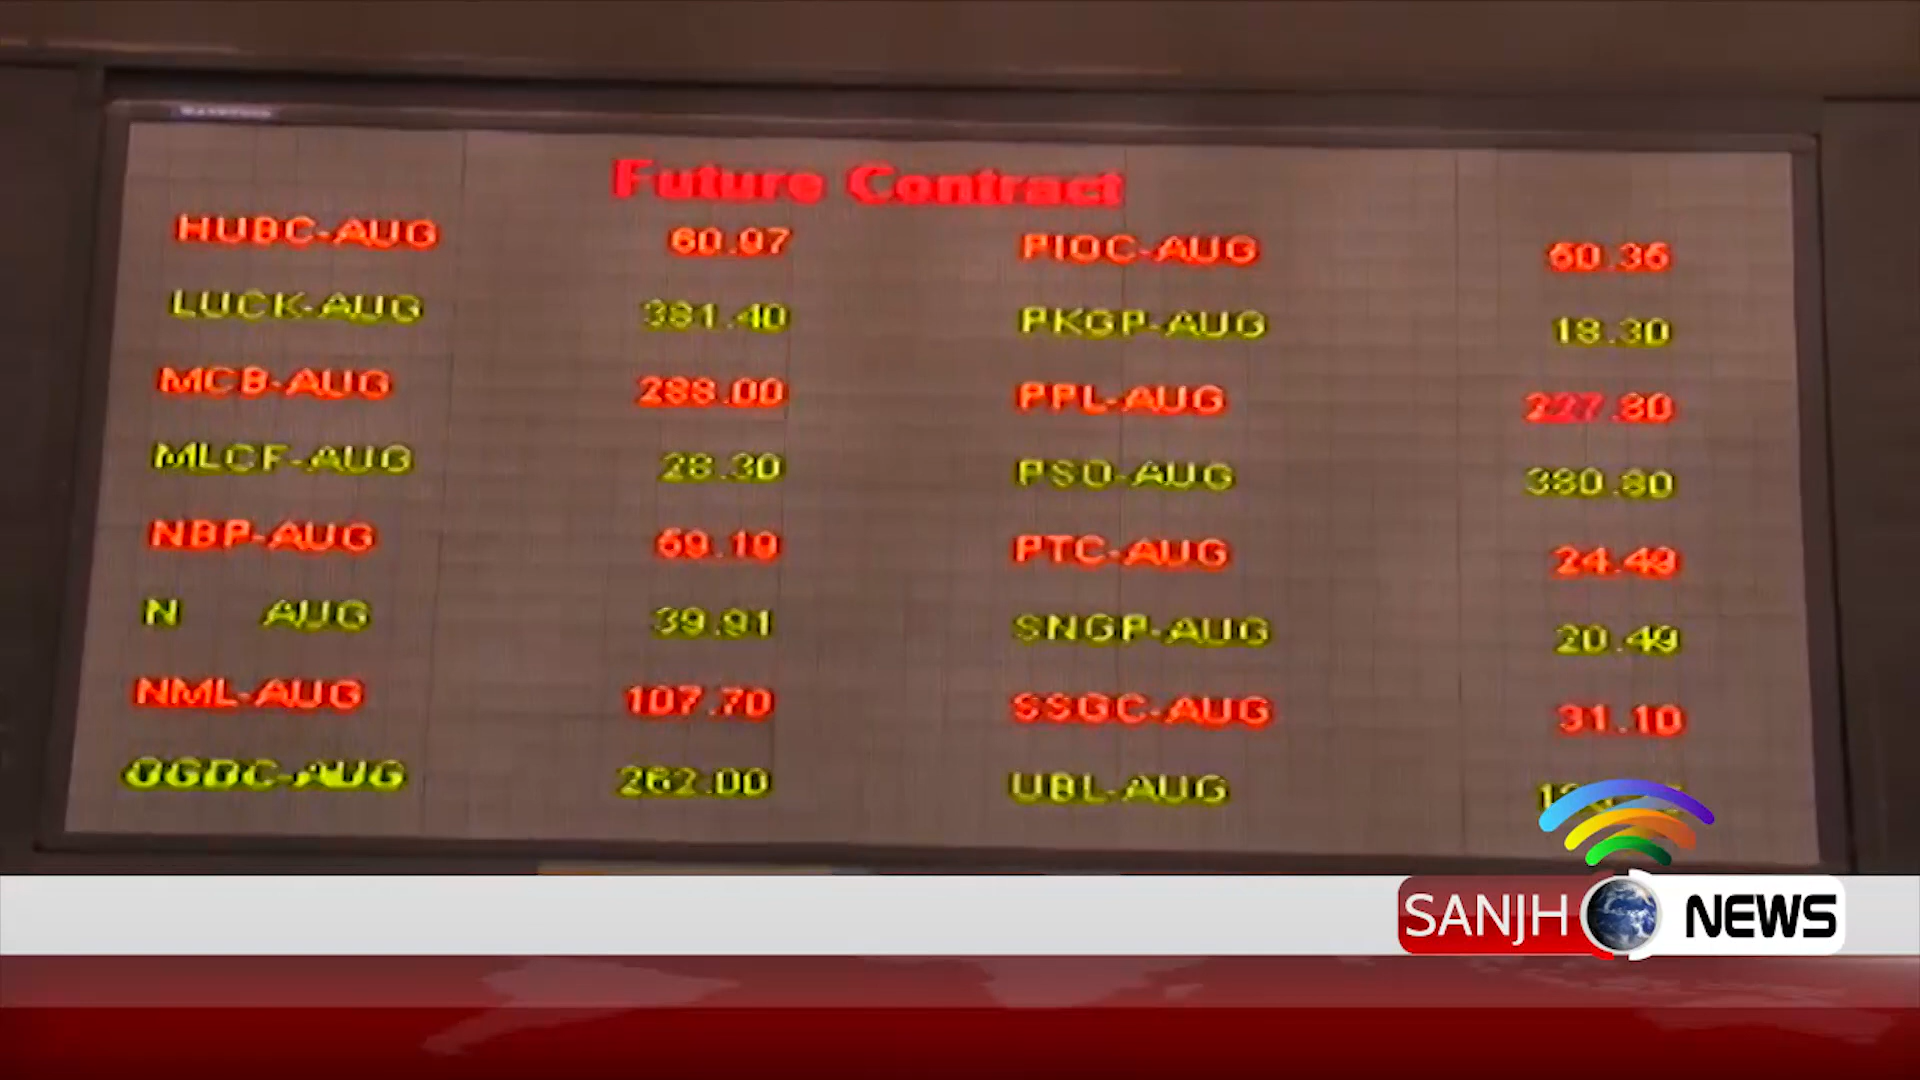 Future Contract
HUBC-AUG 60.97 PIOC-AUG 60.35
LUCK-AUG 381.40 PKGP-AUG 18.30
MCB-AUG 288.00 PPL-AUG 227.80
MLCF-AUG 28.30 PSO-AUG 380.80
NBP-AUG 59.19 PTC-AUG 24.49
N AUG 39.91 SNGP-AUG 20.49
NML-AUG 107.70 SSGC-AUG 31.10
OGDC-AUG 262.00 UBL-AUG
SANJH NEWS